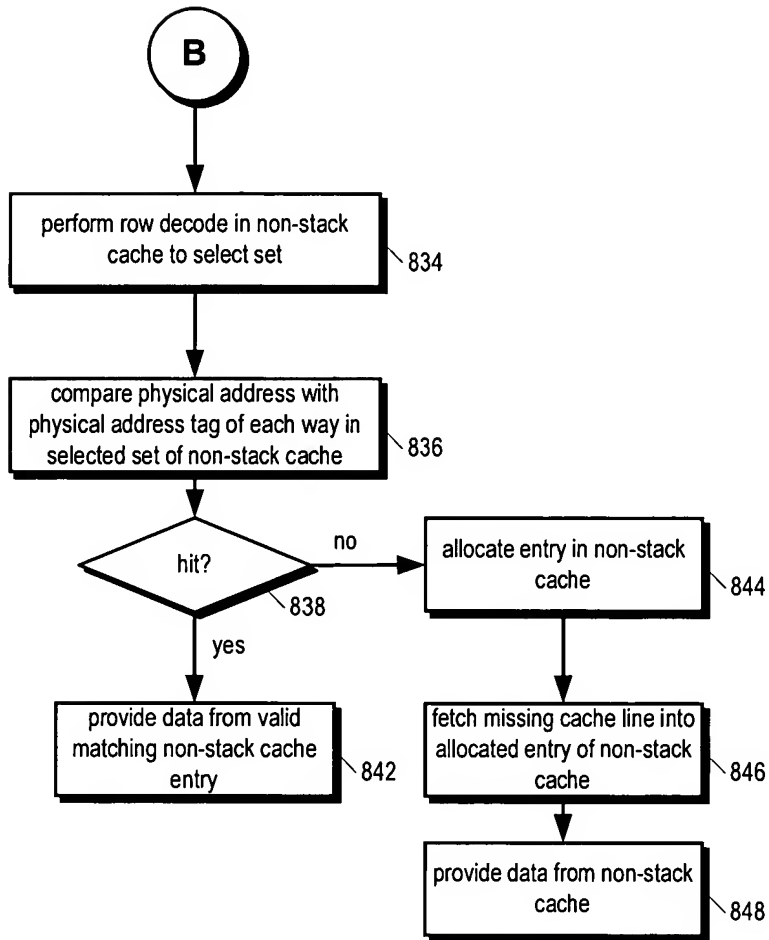 B
perform row decode in non-stack
cache to select set
834
compare physical address with
physical address tag of each way in
selected set of non-stack cache
836
hit?
838
no
yes
allocate entry in non-stack
cache
844
provide data from valid
matching non-stack cache
entry
842
fetch missing cache line into
allocated entry of non-stack
cache
846
provide data from non-stack
cache
848